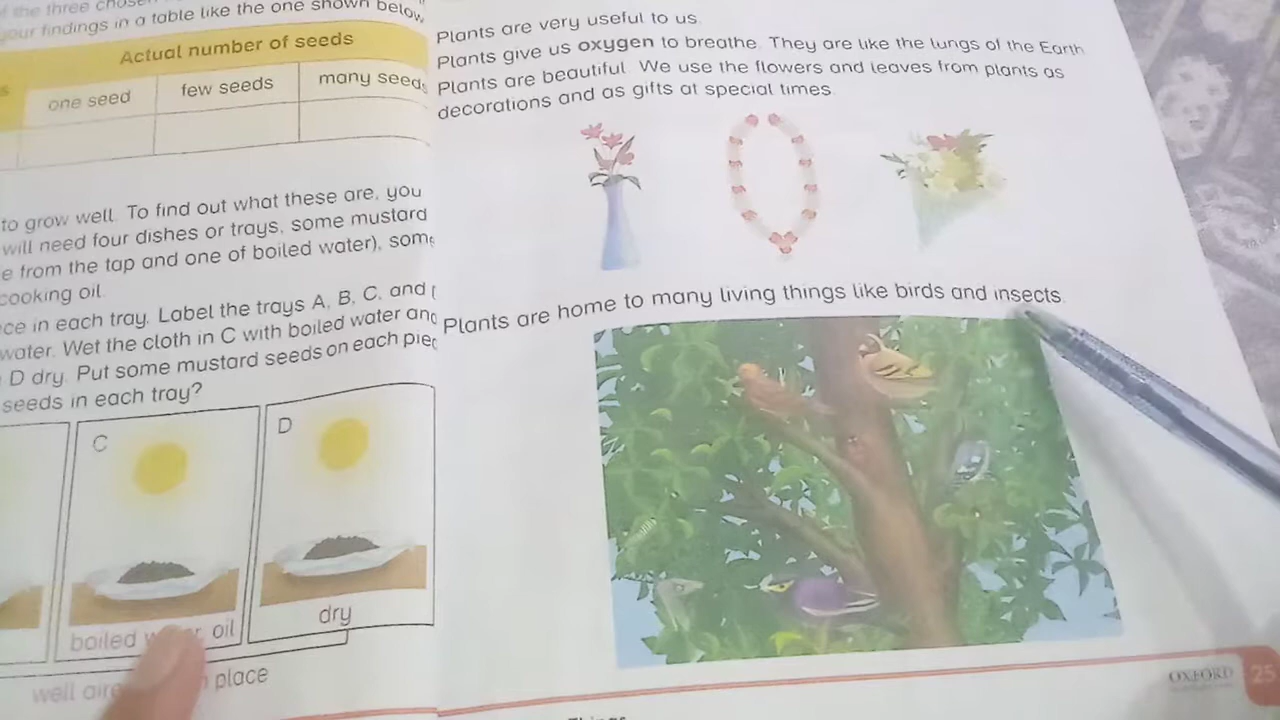 the three chosen
your findings in a table like the one shown below
Actual number of seeds
s one seed few seeds many seeds
to grow well. To find out what these are, you
will need four dishes or trays, some mustard
e from the tap and one of boiled water), some
cooking oil.
ce in each tray. Label the trays A, B, C, and
water. Wet the cloth in C with boiled water and
D dry. Put some mustard seeds on each piec
seeds in each tray?
C
D
boiled oil
dry
well place
Plants are very useful to us.
Plants give us oxygen to breathe. They are like the lungs of the Earth.
Plants are beautiful. We use the flowers and leaves from plants as
decorations and as gifts at special times.
Plants are home to many living things like birds and insects.
OXFORD
25
Things